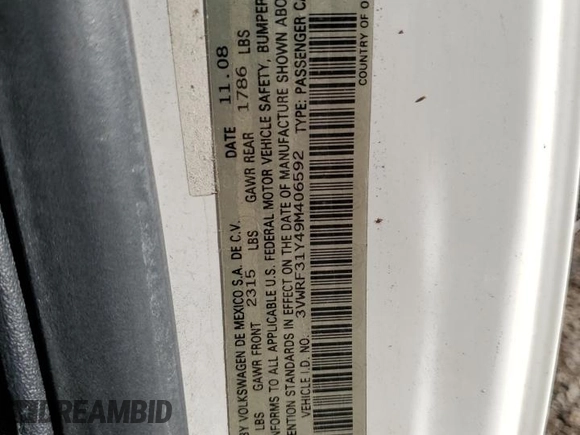 BY VOLKSWAGEN DE MEXICO S.A. DE C.V. DATE 11.08
LBS GAWR FRONT 2315 LBS GAWR REAR 1786 LBS
TO ALL APPLICABLE U.S. FEDERAL MOTOR VEHICLE SAFETY, BUMPER
STANDARDS IN EFFECT ON THE DATE OF MANUFACTURE SHOWN ABO
VEHICLE I.D. NO. 3VWRF31Y49M406592 TYPE: PASSENGER CA
COUNTRY OF O
DREAMBID